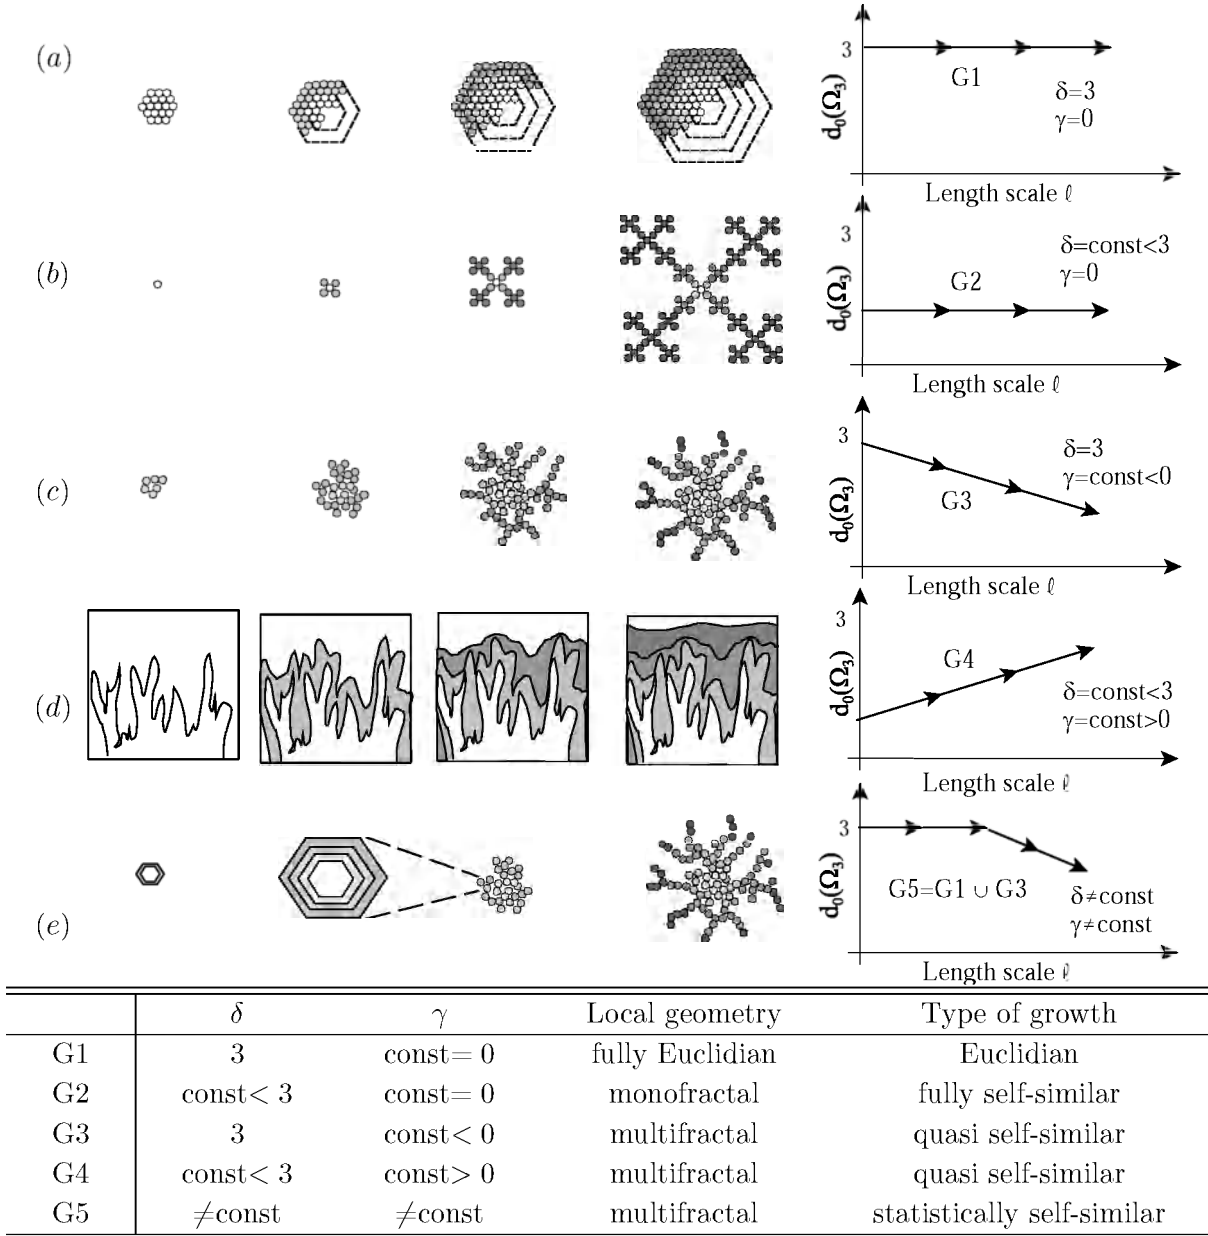 (a)
3
d₀(Ω₃)
G1
δ=3
γ=0
Length scale ℓ
(b)
3
d₀(Ω₃)
G2
δ=const<3
γ=0
Length scale ℓ
(c)
3
d₀(Ω₃)
G3
δ=3
γ=const<0
Length scale ℓ
(d)
3
d₀(Ω₃)
G4
δ=const<3
γ=const>0
Length scale ℓ
(e)
3
d₀(Ω₃)
G5=G1 ∪ G3
δ≠const
γ≠const
Length scale ℓ
δ γ Local geometry Type of growth
G1 3 const= 0 fully Euclidian Euclidian
G2 const< 3 const= 0 monofractal fully self-similar
G3 3 const< 0 multifractal quasi self-similar
G4 const< 3 const> 0 multifractal quasi self-similar
G5 ≠const ≠const multifractal statistically self-similar